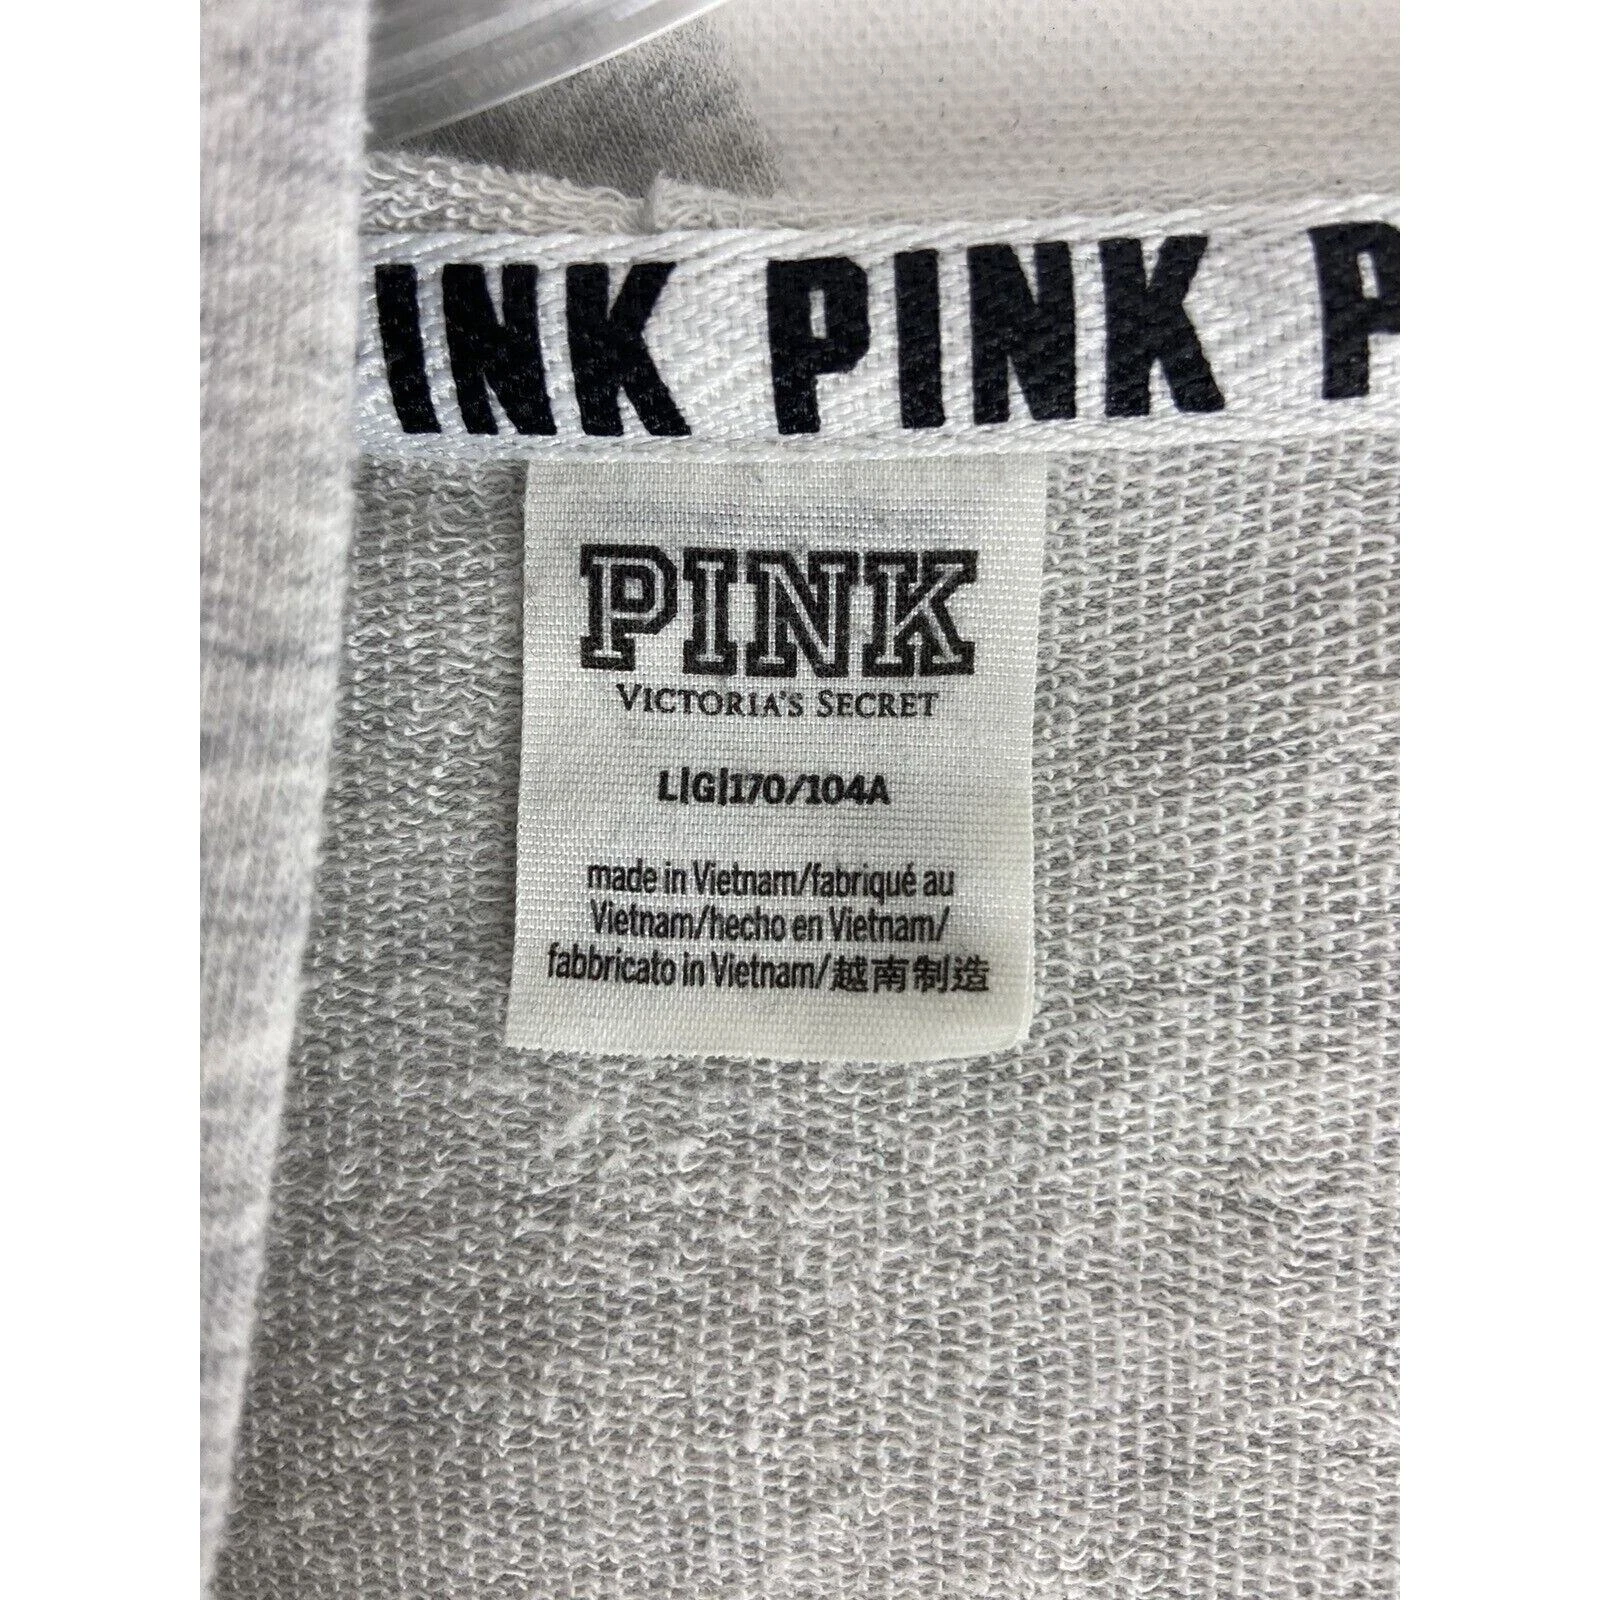 INK PINK P
PINK
VICTORIA'S SECRET
L|G|170/104A
made in Vietnam/fabriqué au
Vietnam/hecho en Vietnam/
fabbricato in Vietnam/越南制造